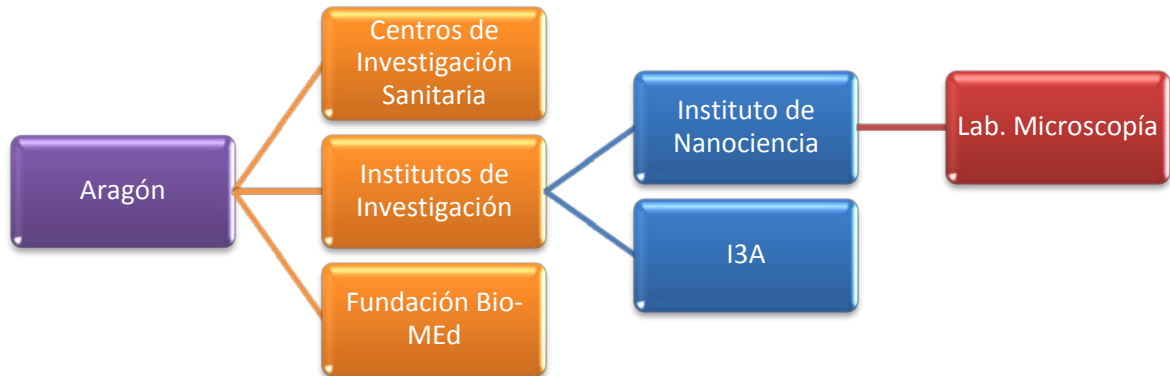 Aragón
Centros de
Investigación
Sanitaria
Institutos de
Investigación
Fundación Bio-
MEd
Instituto de
Nanociencia
I3A
Lab. Microscopía